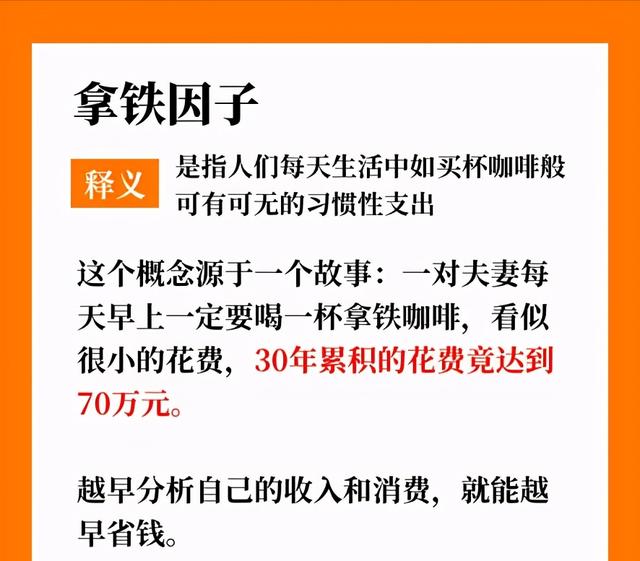 拿铁因子
释义
是指人们每天生活中如买杯咖啡般
可有可无的习惯性支出
这个概念源于一个故事：一对夫妻每
天早上一定要喝一杯拿铁咖啡，看似
很小的花费，30年累积的花费竟达到
70万元。
越早分析自己的收入和消费，就能越
早省钱。